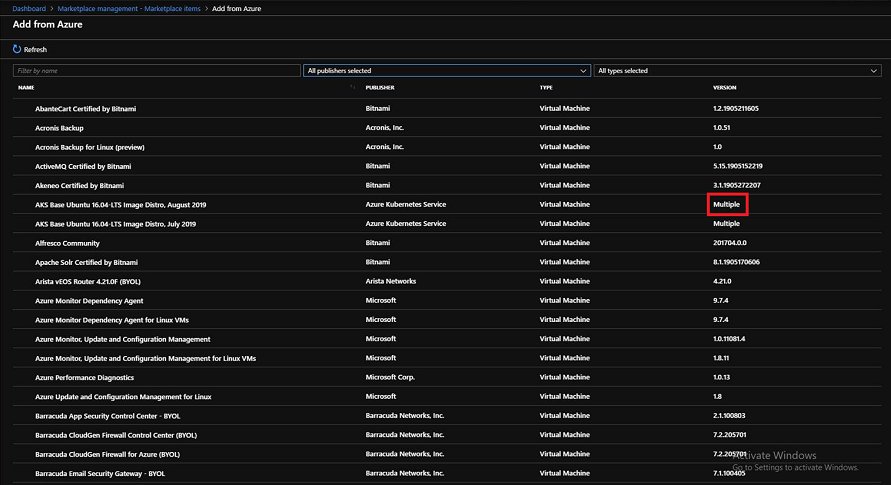 Dashboard > Marketplace management - Marketplace items > Add from Azure
Add from Azure
Refresh
Filter by name All publishers selected All types selected
NAME PUBLISHER TYPE VERSION
AbanteCart Certified by Bitnami Bitnami Virtual Machine 1.2.1905211605
Acronis Backup Acronis, Inc. Virtual Machine 1.0.51
Acronis Backup for Linux (preview) Acronis, Inc. Virtual Machine 1.0
ActiveMQ Certified by Bitnami Bitnami Virtual Machine 5.15.1905152219
Akeneo Certified by Bitnami Bitnami Virtual Machine 3.1.1905272207
AKS Base Ubuntu 16.04-LTS Image Distro, August 2019 Azure Kubernetes Service Virtual Machine Multiple
AKS Base Ubuntu 16.04-LTS Image Distro, July 2019 Azure Kubernetes Service Virtual Machine Multiple
Alfresco Community Bitnami Virtual Machine 201704.0.0
Apache Solr Certified by Bitnami Bitnami Virtual Machine 8.1.1905170606
Arista vEOS Router 4.21.0F (BYOL) Arista Networks Virtual Machine 4.21.0
Azure Monitor Dependency Agent Microsoft Virtual Machine 9.7.4
Azure Monitor Dependency Agent for Linux VMs Microsoft Virtual Machine 9.7.4
Azure Monitor, Update and Configuration Management Microsoft Virtual Machine 1.0.11081.4
Azure Monitor, Update and Configuration Management for Linux VMs Microsoft Virtual Machine 1.8.11
Azure Performance Diagnostics Microsoft Corp. Virtual Machine 1.0.13
Azure Update and Configuration Management for Linux Microsoft Virtual Machine 1.8
Barracuda App Security Control Center - BYOL Barracuda Networks, Inc. Virtual Machine 2.1.100803
Barracuda CloudGen Firewall Control Center (BYOL) Barracuda Networks, Inc. Virtual Machine 7.2.205701
Barracuda CloudGen Firewall for Azure (BYOL) Barracuda Networks, Inc. Virtual Machine 7.2.205701
Activate Windows
Go to Settings to activate Windows.
Barracuda Email Security Gateway - BYOL Barracuda Networks, Inc. Virtual Machine 7.1.100405